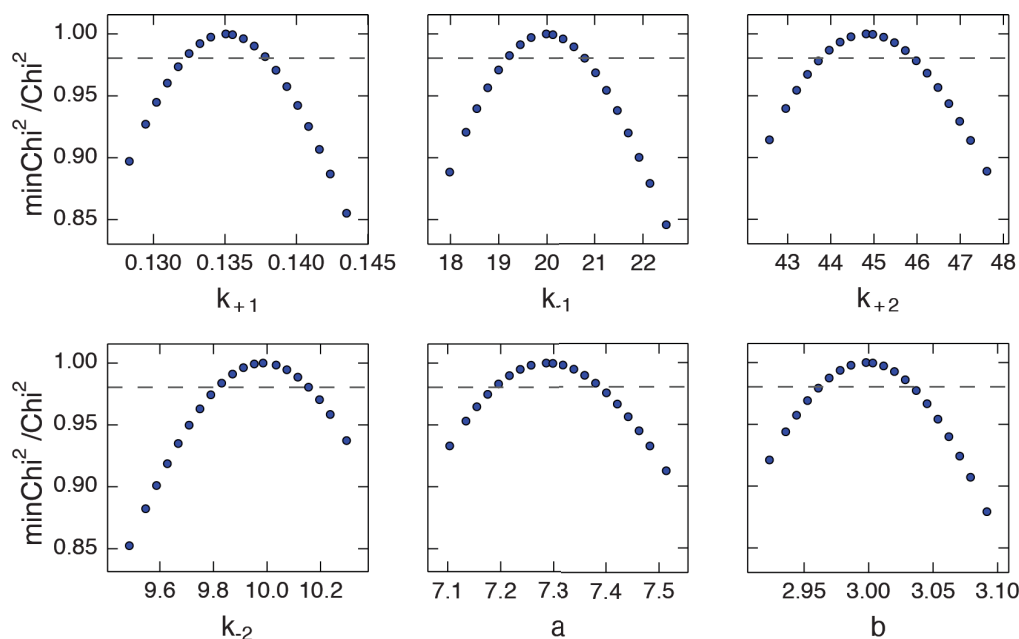 minChi2 /Chi2
1.00
0.95
0.90
0.85
0.130 0.135 0.140 0.145
k+1
18 19 20 21 22
k-1
43 44 45 46 47 48
k+2
minChi2 /Chi2
1.00
0.95
0.90
0.85
9.6 9.8 10.0 10.2
k-2
7.1 7.2 7.3 7.4 7.5
a
2.95 3.00 3.05 3.10
b